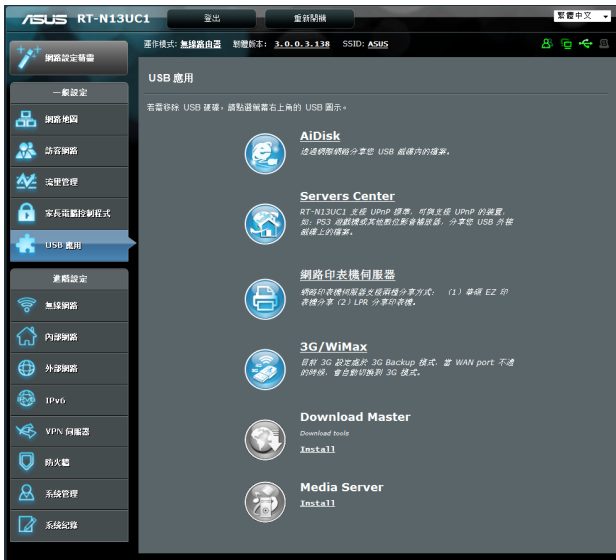 ASUS RT-N13UC1 登出 重新開機 繁體中文
運作模式: 無線路由器 韌體版本: 3.0.0.3.138 SSID: ASUS
網路設定精靈
一般設定
網路地圖
訪客網路
流量管理
家長電腦控制程式
USB 應用
進階設定
無線網路
內部網路
外部網路
IPv6
VPN 伺服器
防火牆
系統管理
系統紀錄
USB 應用
若需移除 USB 硬碟，請點選螢幕右上角的 USB 圖示。
AiDisk
透過網際網路分享您 USB 磁碟內的檔案。
Servers Center
RT-N13UC1 支援 UPnP 標準, 可與支援 UPnP 的裝置,
如: PS3 遊戲機或其他數位影音播放器, 分享您 USB 外接
磁碟上的檔案。
網路印表機伺服器
網路印表機伺服器支援兩種分享方式: (1) 華碩 EZ 印
表機分享 (2) LPR 分享印表機。
3G/WiMax
目前 3G 設定處於 3G Backup 模式, 當 WAN port 不通
的時候, 會自動切換到 3G 模式。
Download Master
Download tools
Install
Media Server
Install